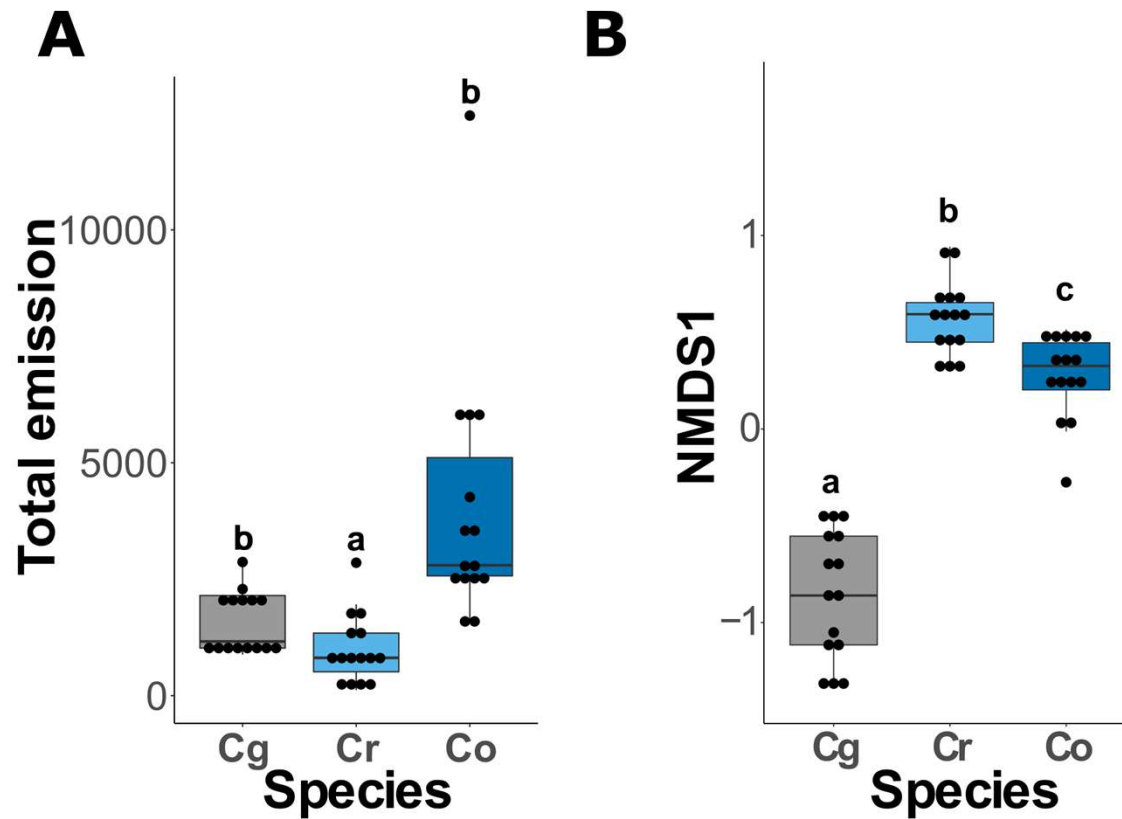 A
Total emission
10000
5000
0
b
a
b
Cg Cr Co
Species
B
NMDS1
1
0
−1
a
b
c
Cg Cr Co
Species